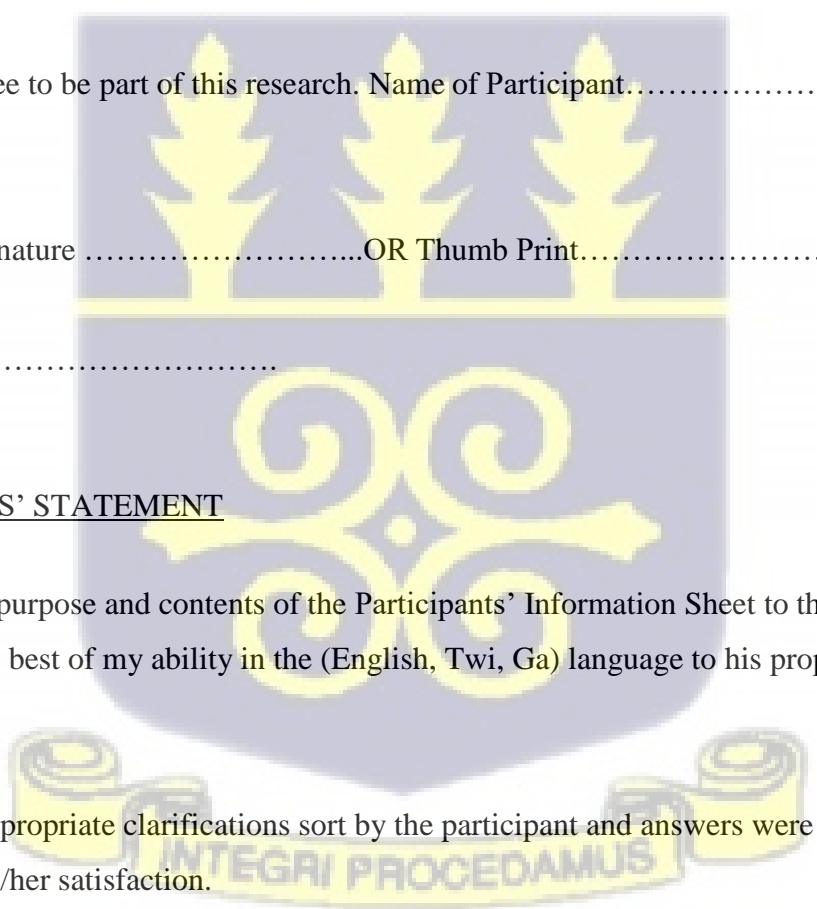 ee to be part of this research. Name of Participant………………
nature ……………………...OR Thumb Print……………………
……………………….
S’ STATEMENT
purpose and contents of the Participants’ Information Sheet to th
best of my ability in the (English, Twi, Ga) language to his prop
propriate clarifications sort by the participant and answers were
/her satisfaction.
INTEGRI PROCEDAMUS